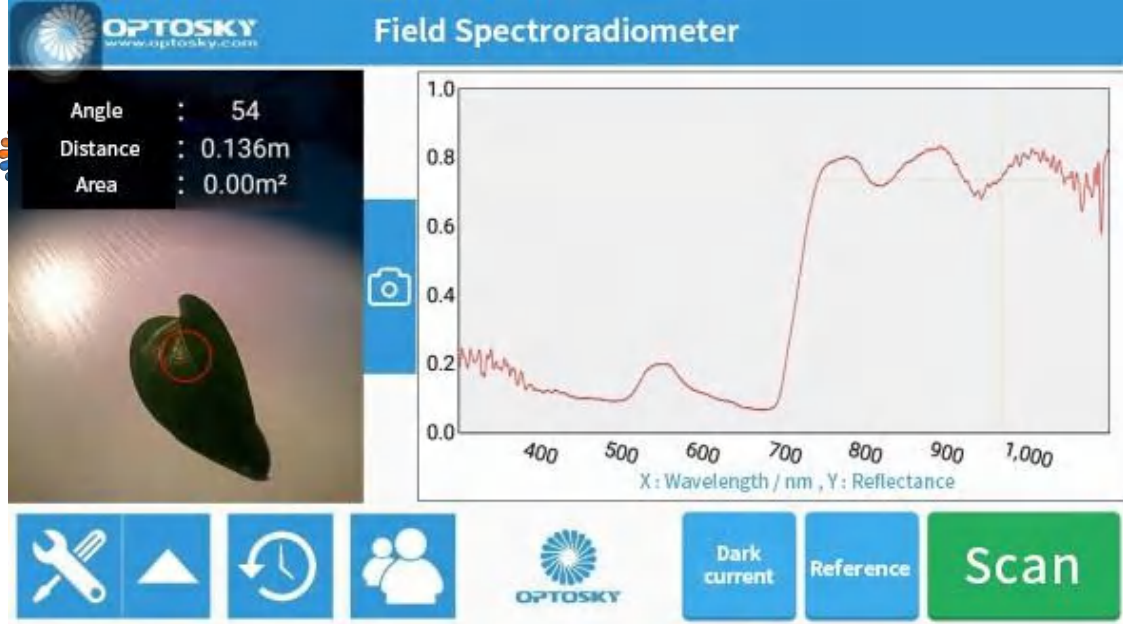 OPTOSKY
www.optosky.com
Field Spectroradiometer
Angle : 54
Distance : 0.136m
Area : 0.00m²
1.0
0.8
0.6
0.4
0.2
0.0
400 500 600 700 800 900 1,000
X : Wavelength / nm , Y : Reflectance
OPTOSKY
Dark current
Reference
Scan